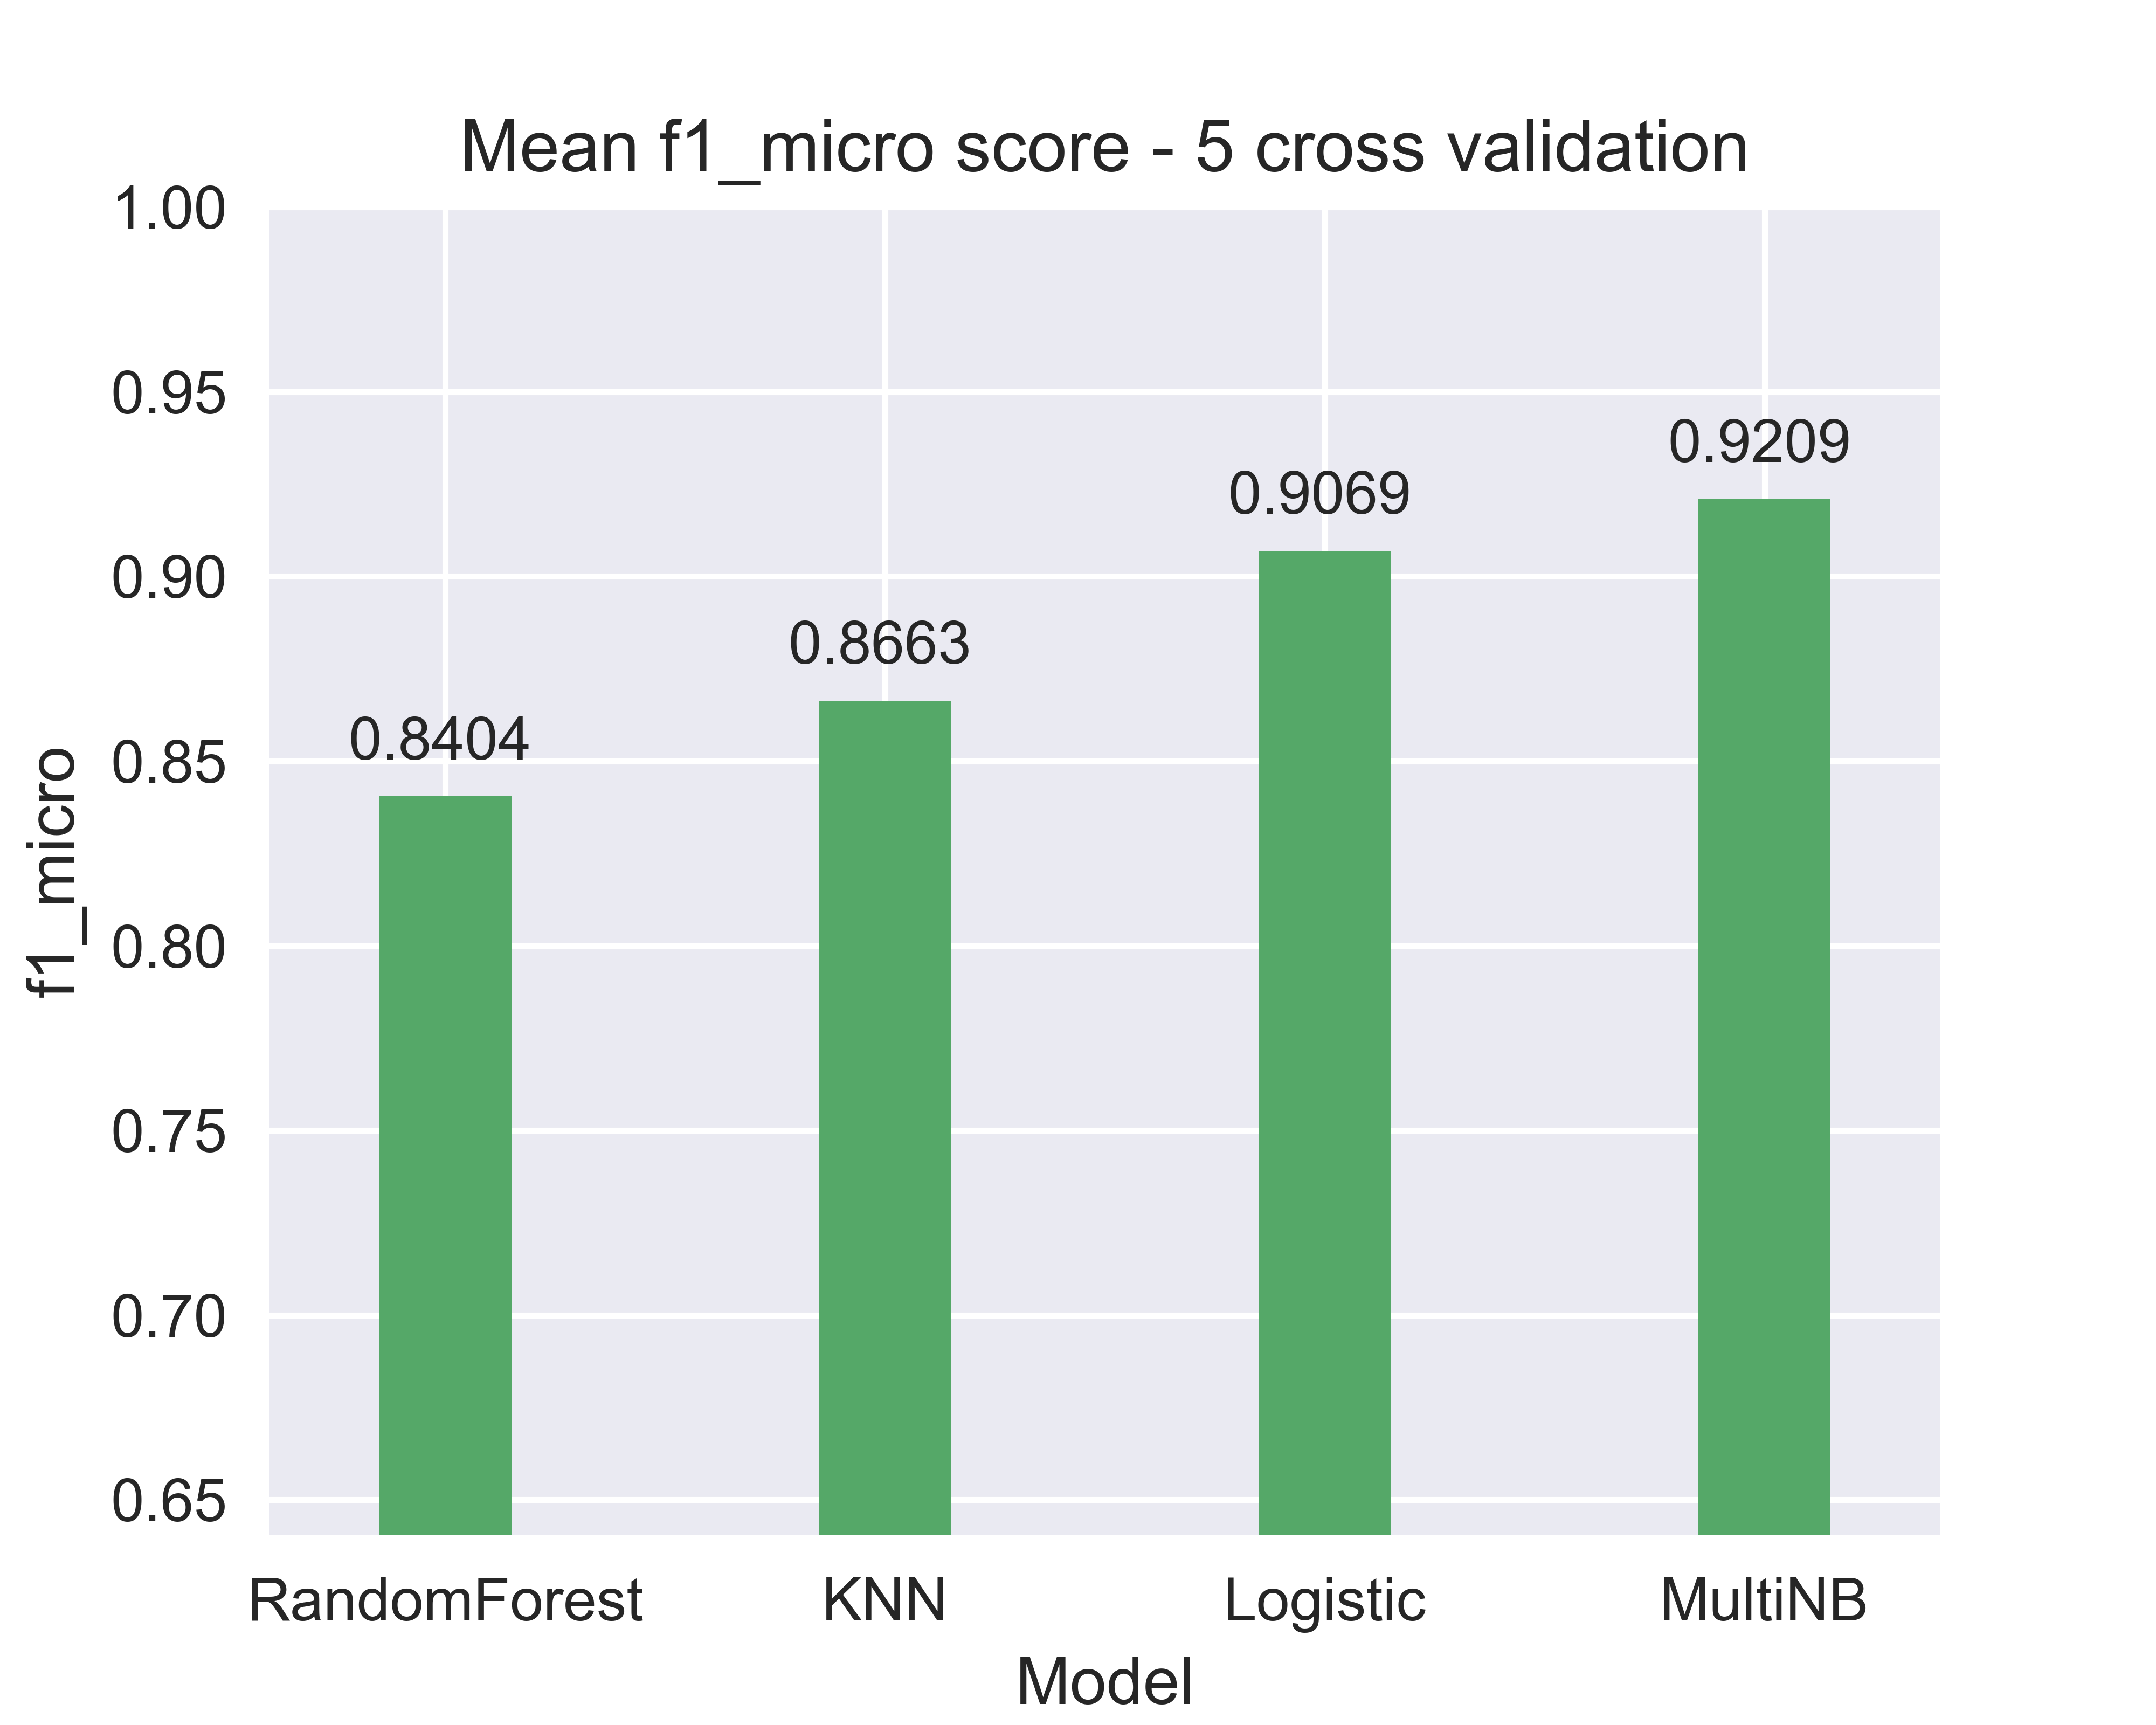 Mean f1_micro score - 5 cross validation
1.00
0.95
0.90
0.85
0.80
0.75
0.70
0.65
f1_micro
0.8404
0.8663
0.9069
0.9209
RandomForest
KNN
Logistic
MultiNB
Model